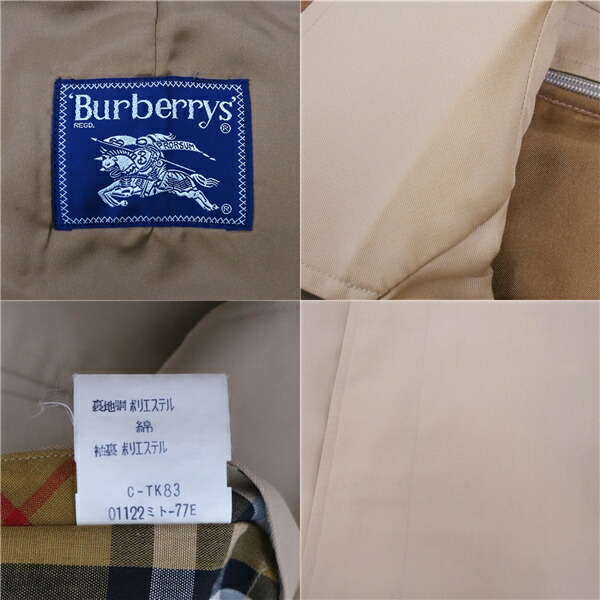 'Burberrys'
REGD.
®
PRORSUM
®
裏地胴 ポリエステル
綿
袖裏 ポリエステル
C-TK83
01122ミト-77E